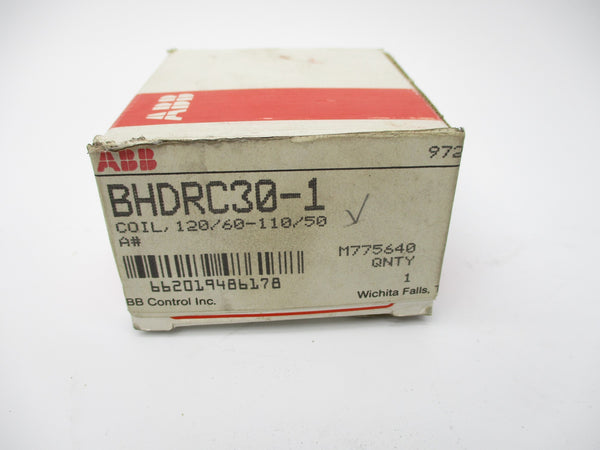 ABB
ABB 972
BHDRC30-1
COIL, 120/60-110/50
A#
M775640
QNTY
1
662019486178
BB Control Inc. Wichita Falls, T